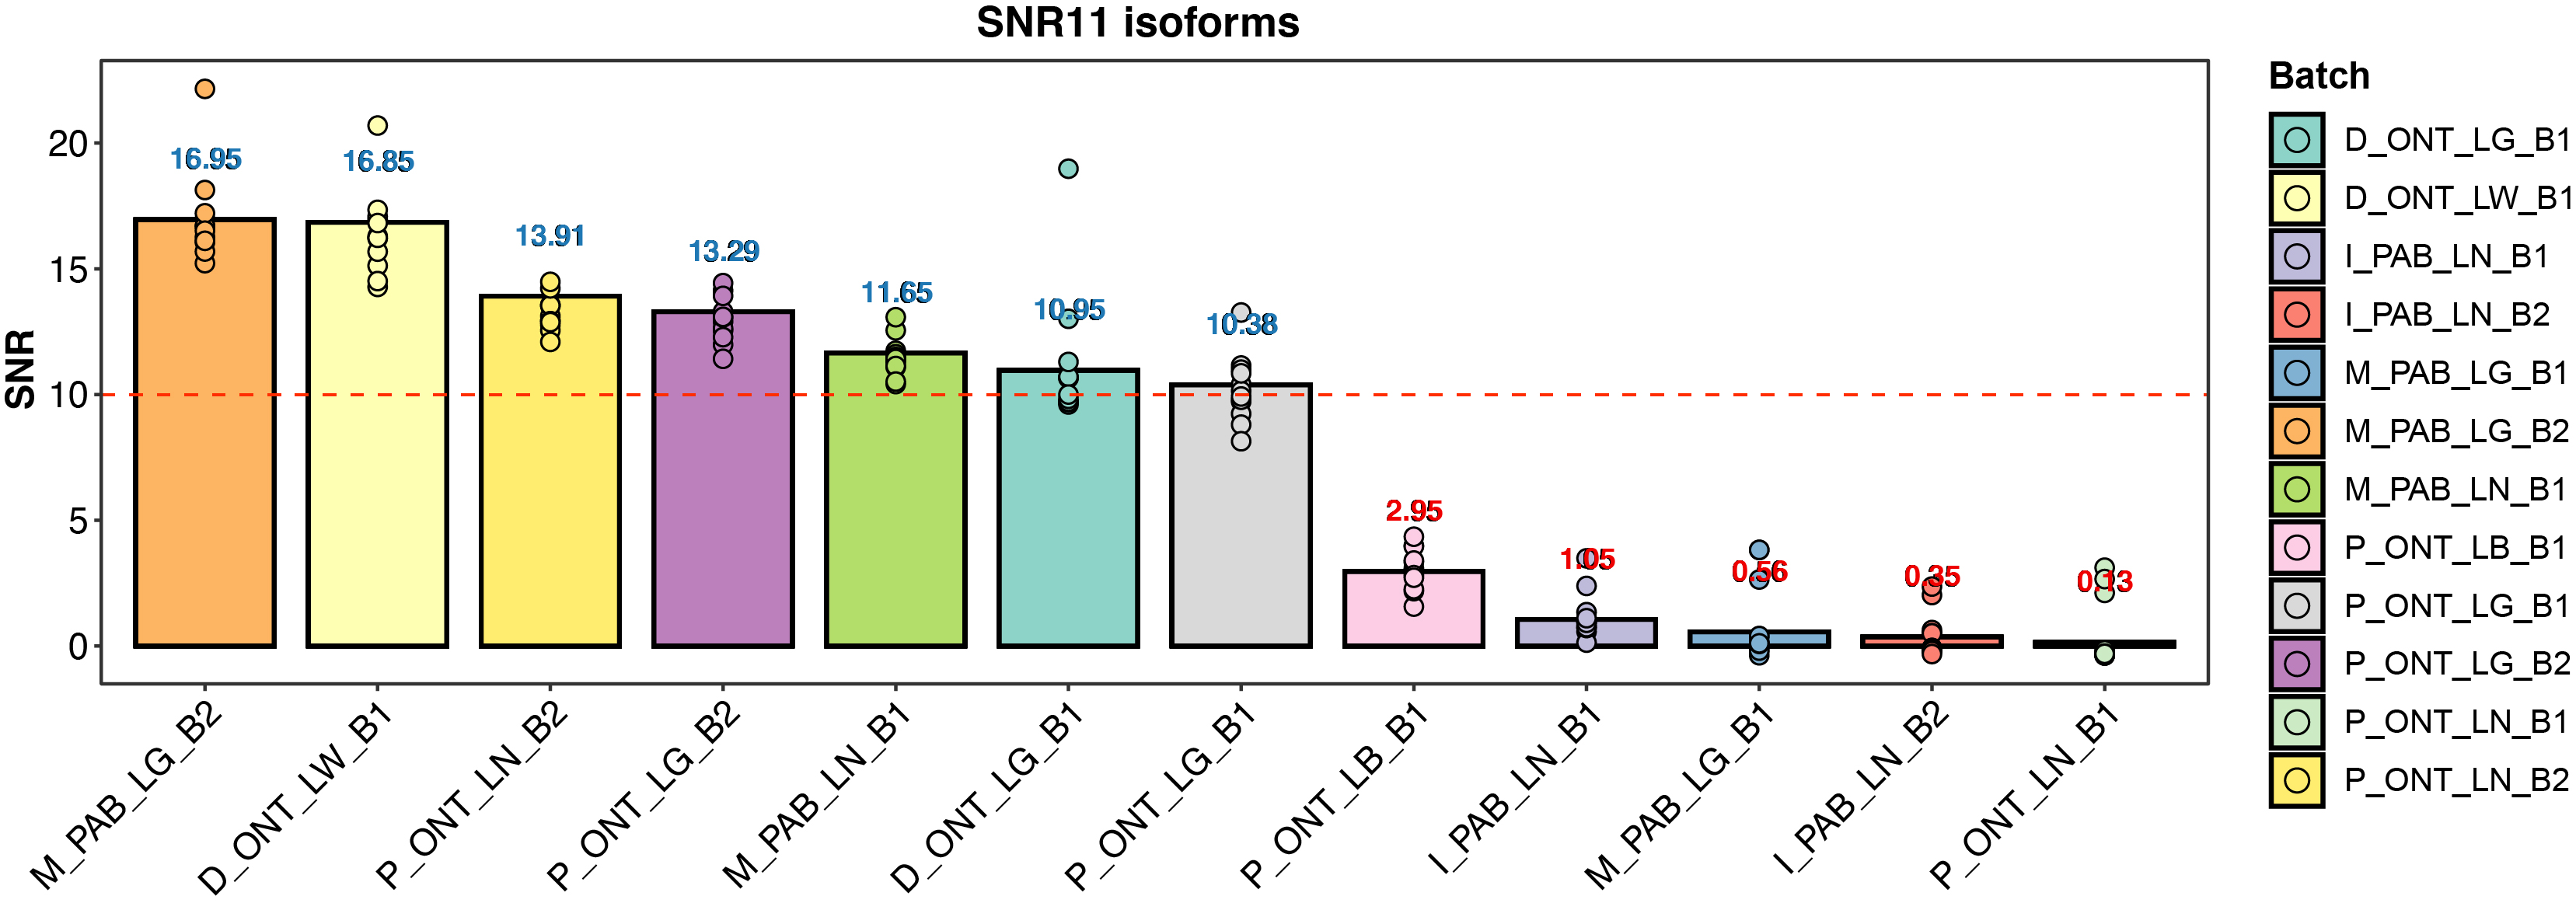 SNR11 isoforms
SNR
20
15
10
5
0
16.95
16.85
13.91
13.29
11.65
10.95
10.38
2.95
1.05
0.56
0.35
0.13
M_PAB_LG_B2
D_ONT_LW_B1
P_ONT_LN_B2
P_ONT_LG_B2
M_PAB_LN_B1
D_ONT_LG_B1
P_ONT_LG_B1
P_ONT_LB_B1
I_PAB_LN_B1
M_PAB_LG_B1
I_PAB_LN_B2
P_ONT_LN_B1
Batch
D_ONT_LG_B1
D_ONT_LW_B1
I_PAB_LN_B1
I_PAB_LN_B2
M_PAB_LG_B1
M_PAB_LG_B2
M_PAB_LN_B1
P_ONT_LB_B1
P_ONT_LG_B1
P_ONT_LG_B2
P_ONT_LN_B1
P_ONT_LN_B2